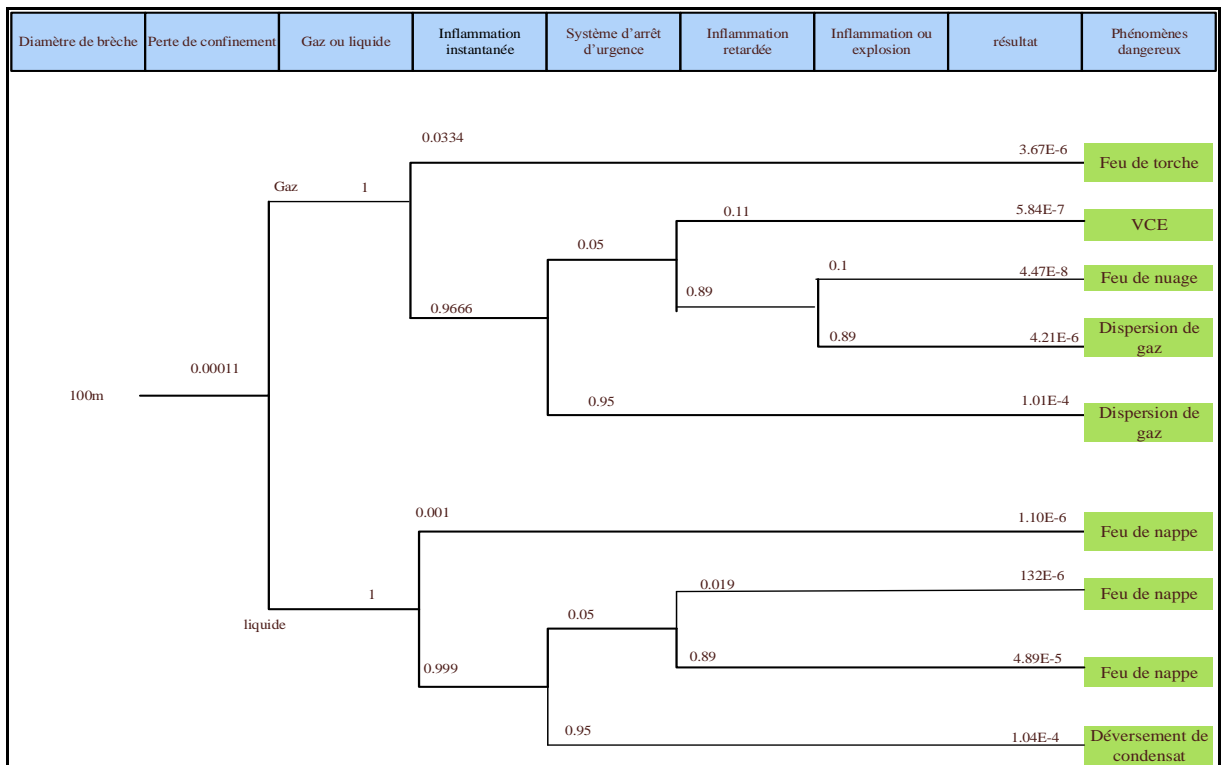 Diamètre de brèche
Perte de confinement
Gaz ou liquide
Inflammation
instantanée
Système d'arrêt
d'urgence
Inflammation
retardée
Inflammation ou
explosion
résultat
Phénomènes
dangereux
0.0334
3.67E-6
Feu de torche
Gaz
1
0.11
5.84E-7
VCE
0.05
0.1
4.47E-8
Feu de nuage
0.89
0.9666
0.89
4.21E-6
Dispersion de
gaz
0.00011
100m
0.95
1.01E-4
Dispersion de
gaz
0.001
1.10E-6
Feu de nappe
0.019
132E-6
Feu de nappe
1
0.05
liquide
0.999
0.89
4.89E-5
Feu de nappe
0.95
1.04E-4
Déversement de
condensat